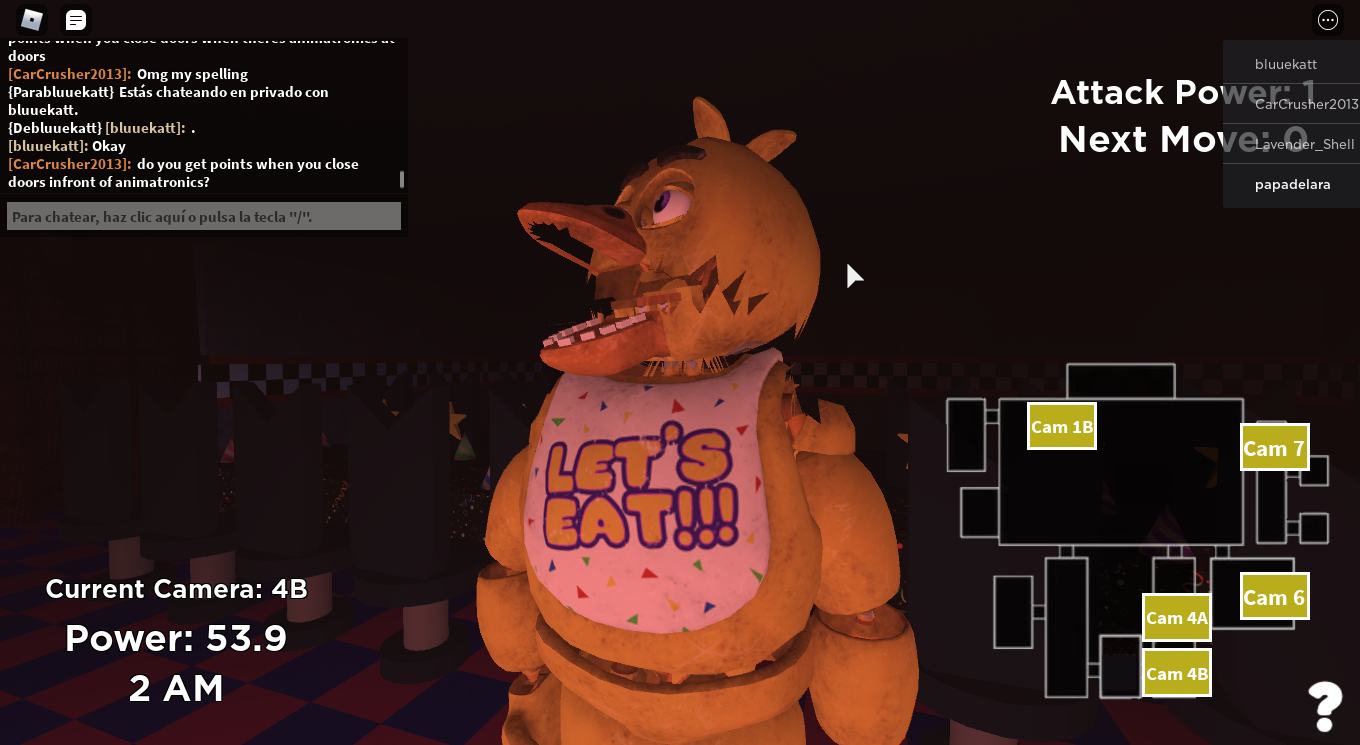 points when you close doors when theres animatronics at
doors
[CarCrusher2013]: Omg my spelling
{Parabluuekatt} Estás chateando en privado con
bluuekatt.
{Debluuekatt} [bluuekatt]: .
[bluuekatt]: Okay
[CarCrusher2013]: do you get points when you close
doors infront of animatronics?
Para chatear, haz clic aquí o pulsa la tecla "/".
Attack Power: 1
Next Move: 0
bluuekatt
CarCrusher2013
Lavender_Shell
papadelara
LET'S
EAT!!!
Cam 1B
Cam 7
Cam 6
Cam 4A
Cam 4B
Current Camera: 4B
Power: 53.9
2 AM
?